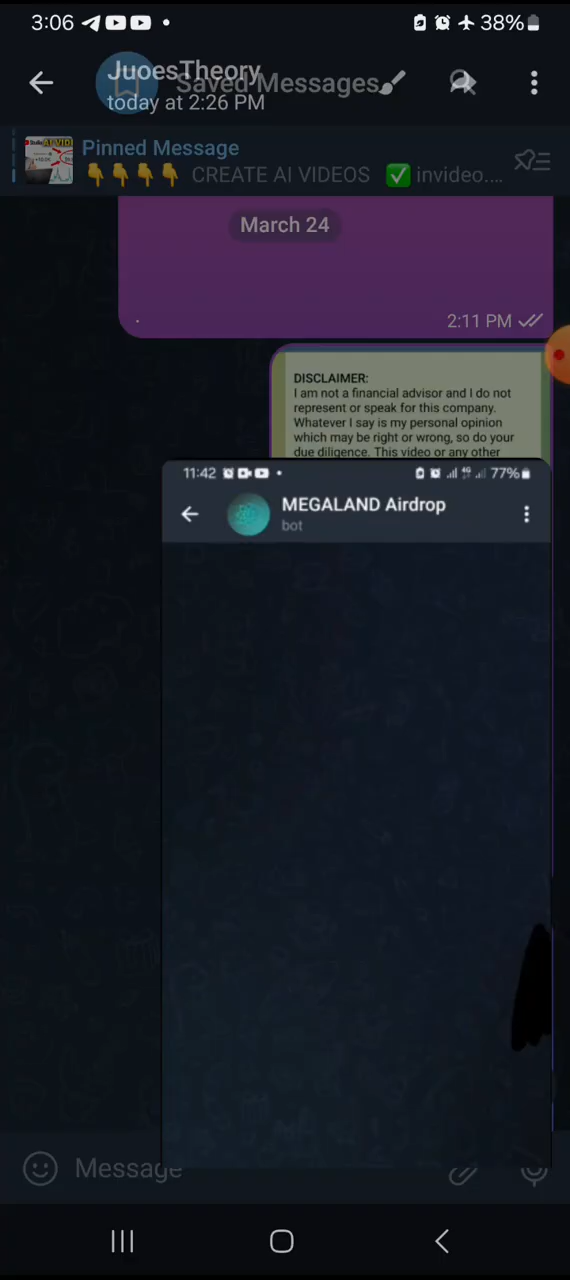 3:06
38%
JuoesTheory
Saved Messages
today at 2:26 PM
Pinned Message
👇👇👇👇 CREATE AI VIDEOS ✅ invideo....
March 24
2:11 PM
DISCLAIMER:
I am not a financial advisor and I do not
represent or speak for this company.
Whatever I say is my personal opinion
which may be right or wrong, so do your
due diligence. This video or any other
11:42
77%
MEGALAND Airdrop
bot
Message